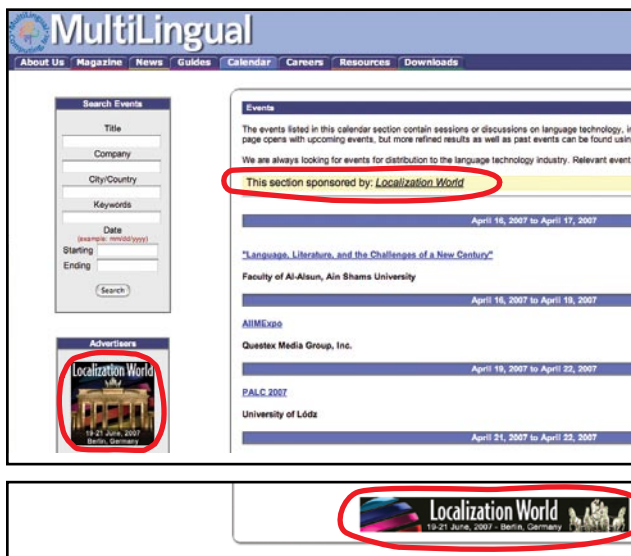 MultiLingual
MultiLingual
Computing, Inc.
About Us Magazine News Guides Calendar Careers Resources Downloads
Search Events
Title
Company
City/Country
Keywords
Date
(example: mm/dd/yyyy)
Starting
Ending
Search
Advertisers
Localization World
19-21 June, 2007
Berlin, Germany
Events
The events listed in this calendar section contain sessions or discussions on language technology,
page opens with upcoming events, but more refined results as well as past events can be found
We are always looking for events for distribution to the language technology industry. Relevant
This section sponsored by: Localization World
April 16, 2007 to April 17, 2007
"Language, Literature, and the Challenges of a New Century"
Faculty of Al-Alsun, Ain Shams University
April 16, 2007 to April 19, 2007
AIIMExpo
Questex Media Group, Inc.
April 19, 2007 to April 22, 2007
PALC 2007
University of Lódz
April 21, 2007 to April 22, 2007
Localization World
19-21 June, 2007 - Berlin, Germany